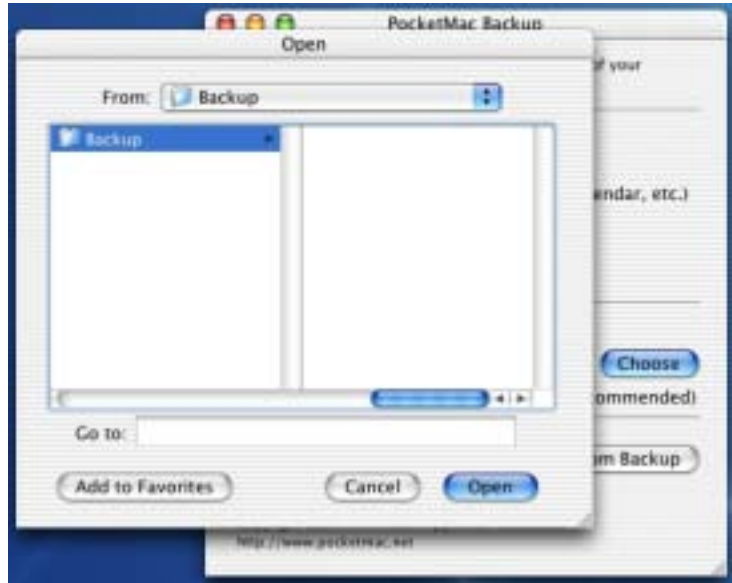 PocketMac Backup
Open
of your
From: Backup
Backup
endar, etc.)
Choose
ommended)
Go to:
om Backup
Add to Favorites
Cancel
Open
http://www.pocketmac.net